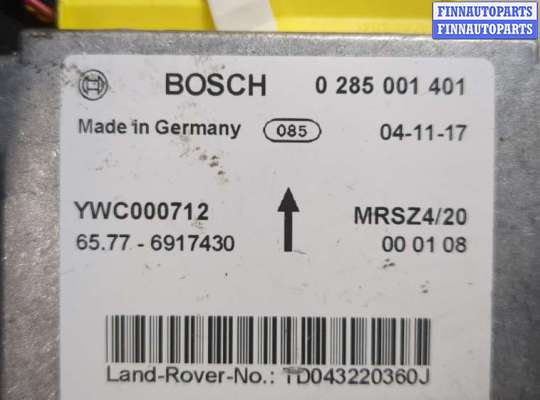 FINNAUTOPARTS
FINNAUTOPARTS
BOSCH 0 285 001 401
Made in Germany 085 04-11-17
YWC000712 MRSZ4/20
65.77 - 6917430 00 01 08
Land-Rover-No.: TD043220360J